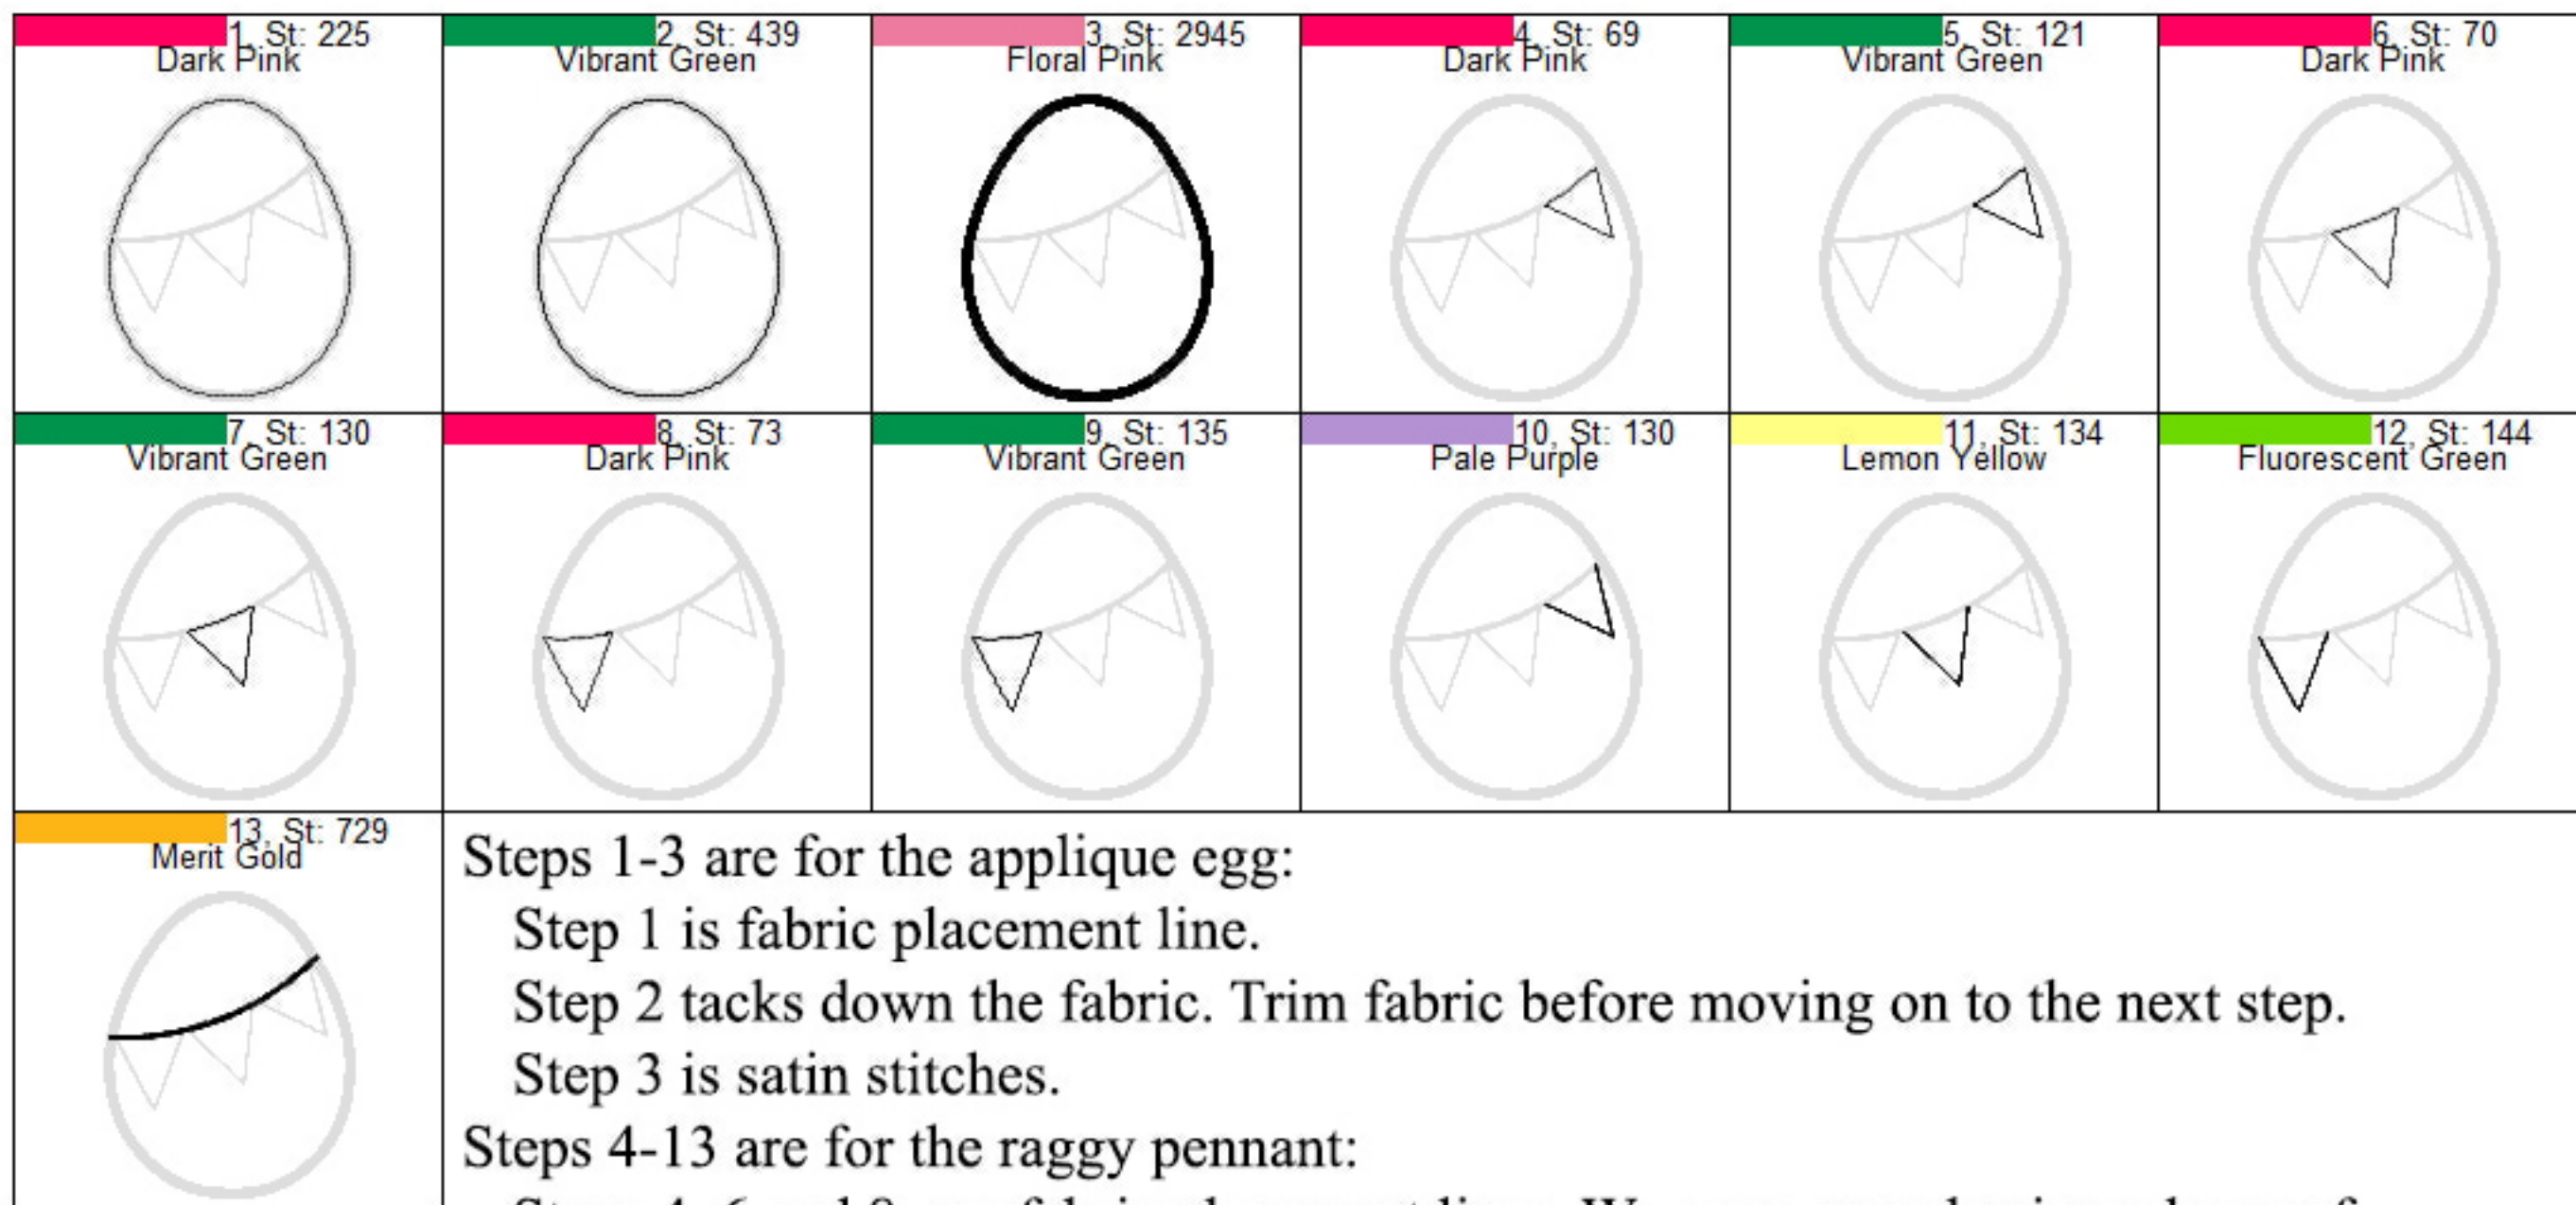 1, St: 225
Dark Pink
2, St: 439
Vibrant Green
3, St: 2945
Floral Pink
4, St: 69
Dark Pink
5, St: 121
Vibrant Green
6, St: 70
Dark Pink
7, St: 130
Vibrant Green
8, St: 73
Dark Pink
9, St: 135
Vibrant Green
10, St: 130
Pale Purple
11, St: 134
Lemon Yellow
12, St: 144
Fluorescent Green
13, St: 729
Merit Gold
Steps 1-3 are for the applique egg:
Step 1 is fabric placement line.
Step 2 tacks down the fabric. Trim fabric before moving on to the next step.
Step 3 is satin stitches.
Steps 4-13 are for the raggy pennant: